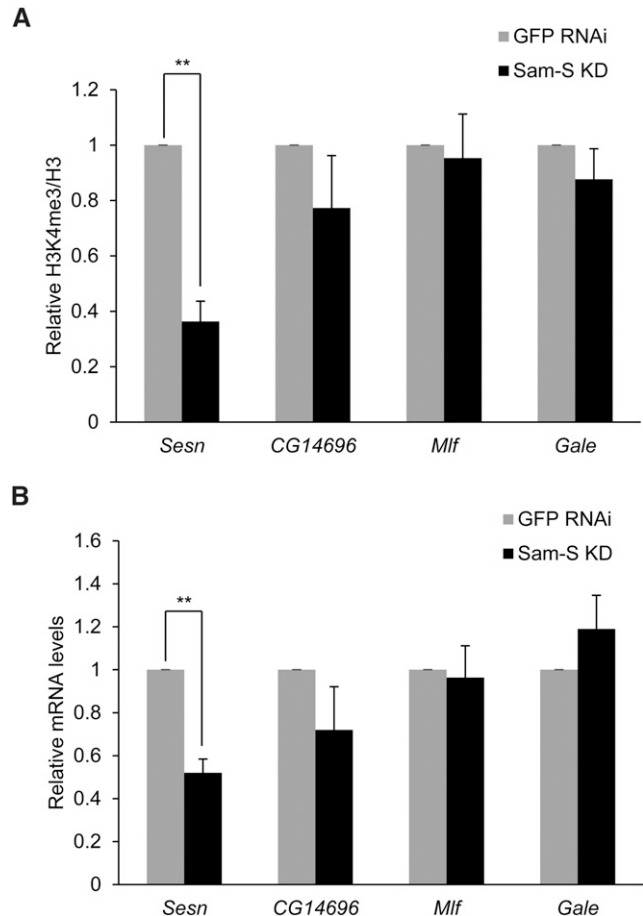 A
GFP RNAi
Sam-S KD
Relative H3K4me3/H3
1.2
1
0.8
0.6
0.4
0.2
0
**
Sesn
CG14696
Mlf
Gale
B
GFP RNAi
Sam-S KD
Relative mRNA levels
1.6
1.4
1.2
1
0.8
0.6
0.4
0.2
0
**
Sesn
CG14696
Mlf
Gale